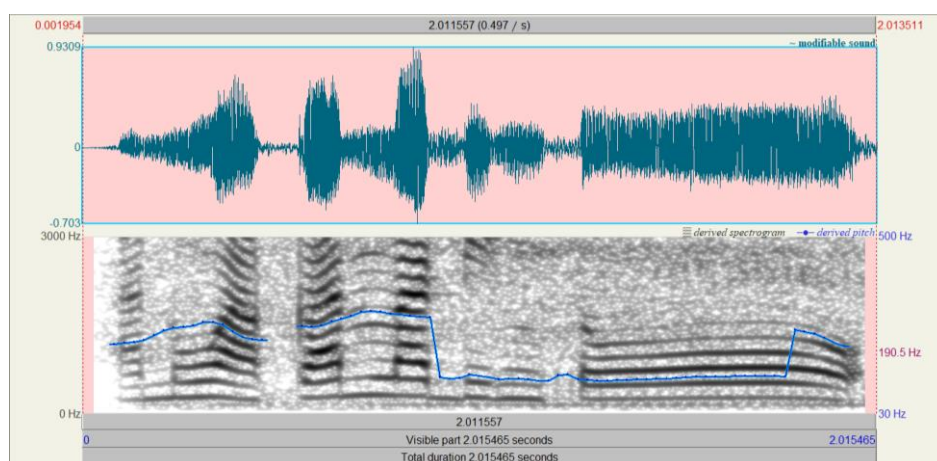 0.001954 2.011557 (0.497 / s) 2.013511
0.9309 ~ modifiable sound
0
-0.703
3000 Hz derived spectrogram derived pitch 500 Hz
190.5 Hz
0 Hz 30 Hz
2.011557
0 Visible part 2.015465 seconds 2.015465
Total duration 2.015465 seconds